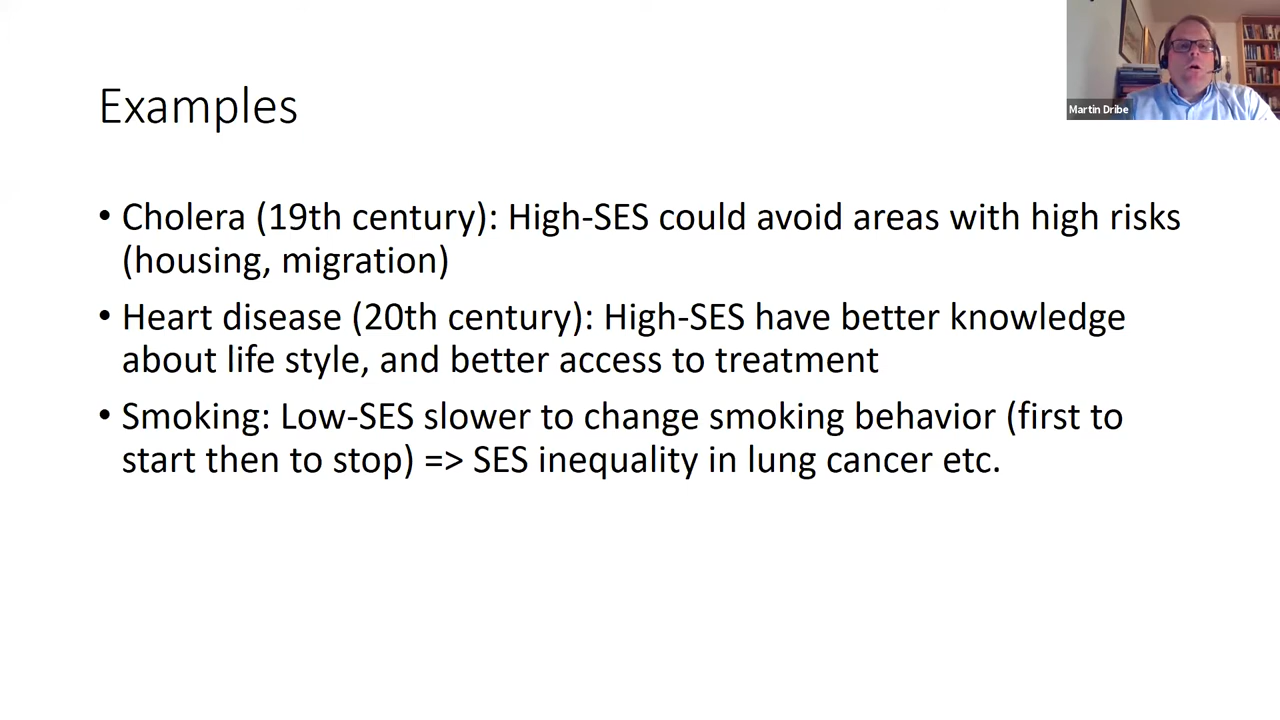 Martin Dribe
Examples
• Cholera (19th century): High-SES could avoid areas with high risks
(housing, migration)
• Heart disease (20th century): High-SES have better knowledge
about life style, and better access to treatment
• Smoking: Low-SES slower to change smoking behavior (first to
start then to stop) => SES inequality in lung cancer etc.